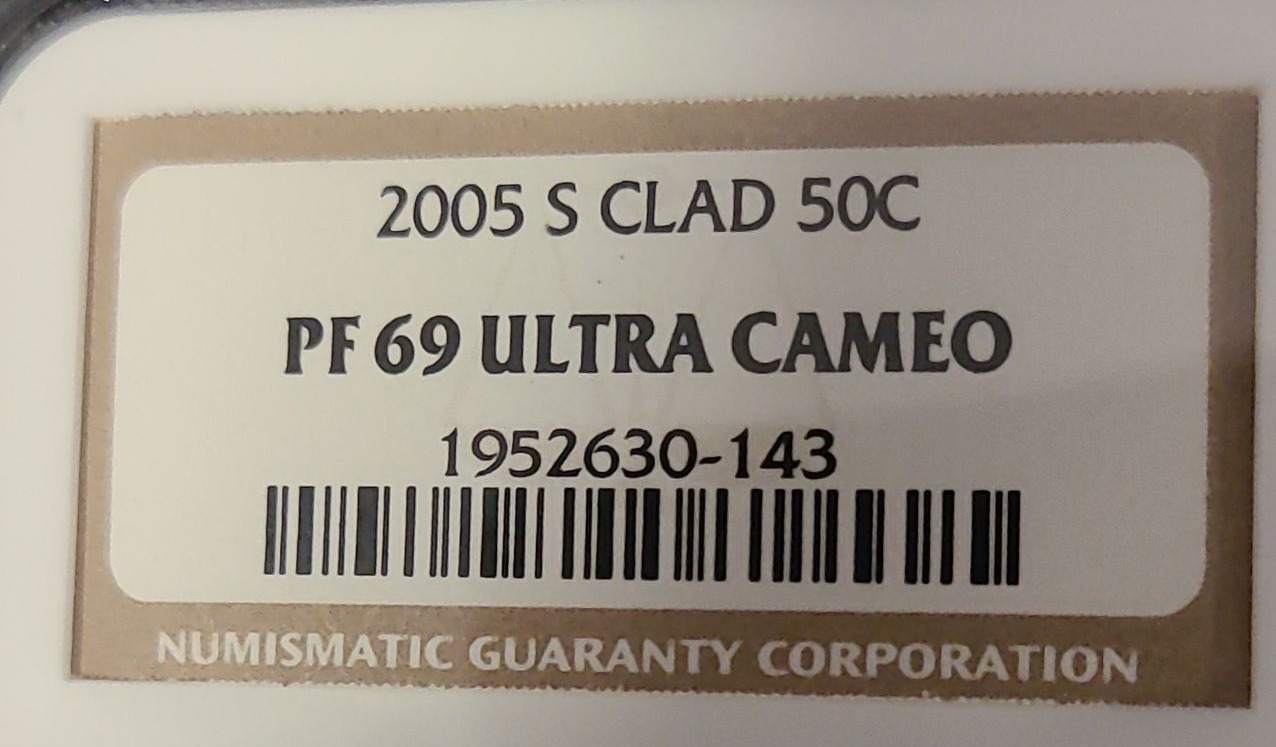 2005 S CLAD 50C
PF 69 ULTRA CAMEO
1952630-143
NUMISMATIC GUARANTY CORPORATION